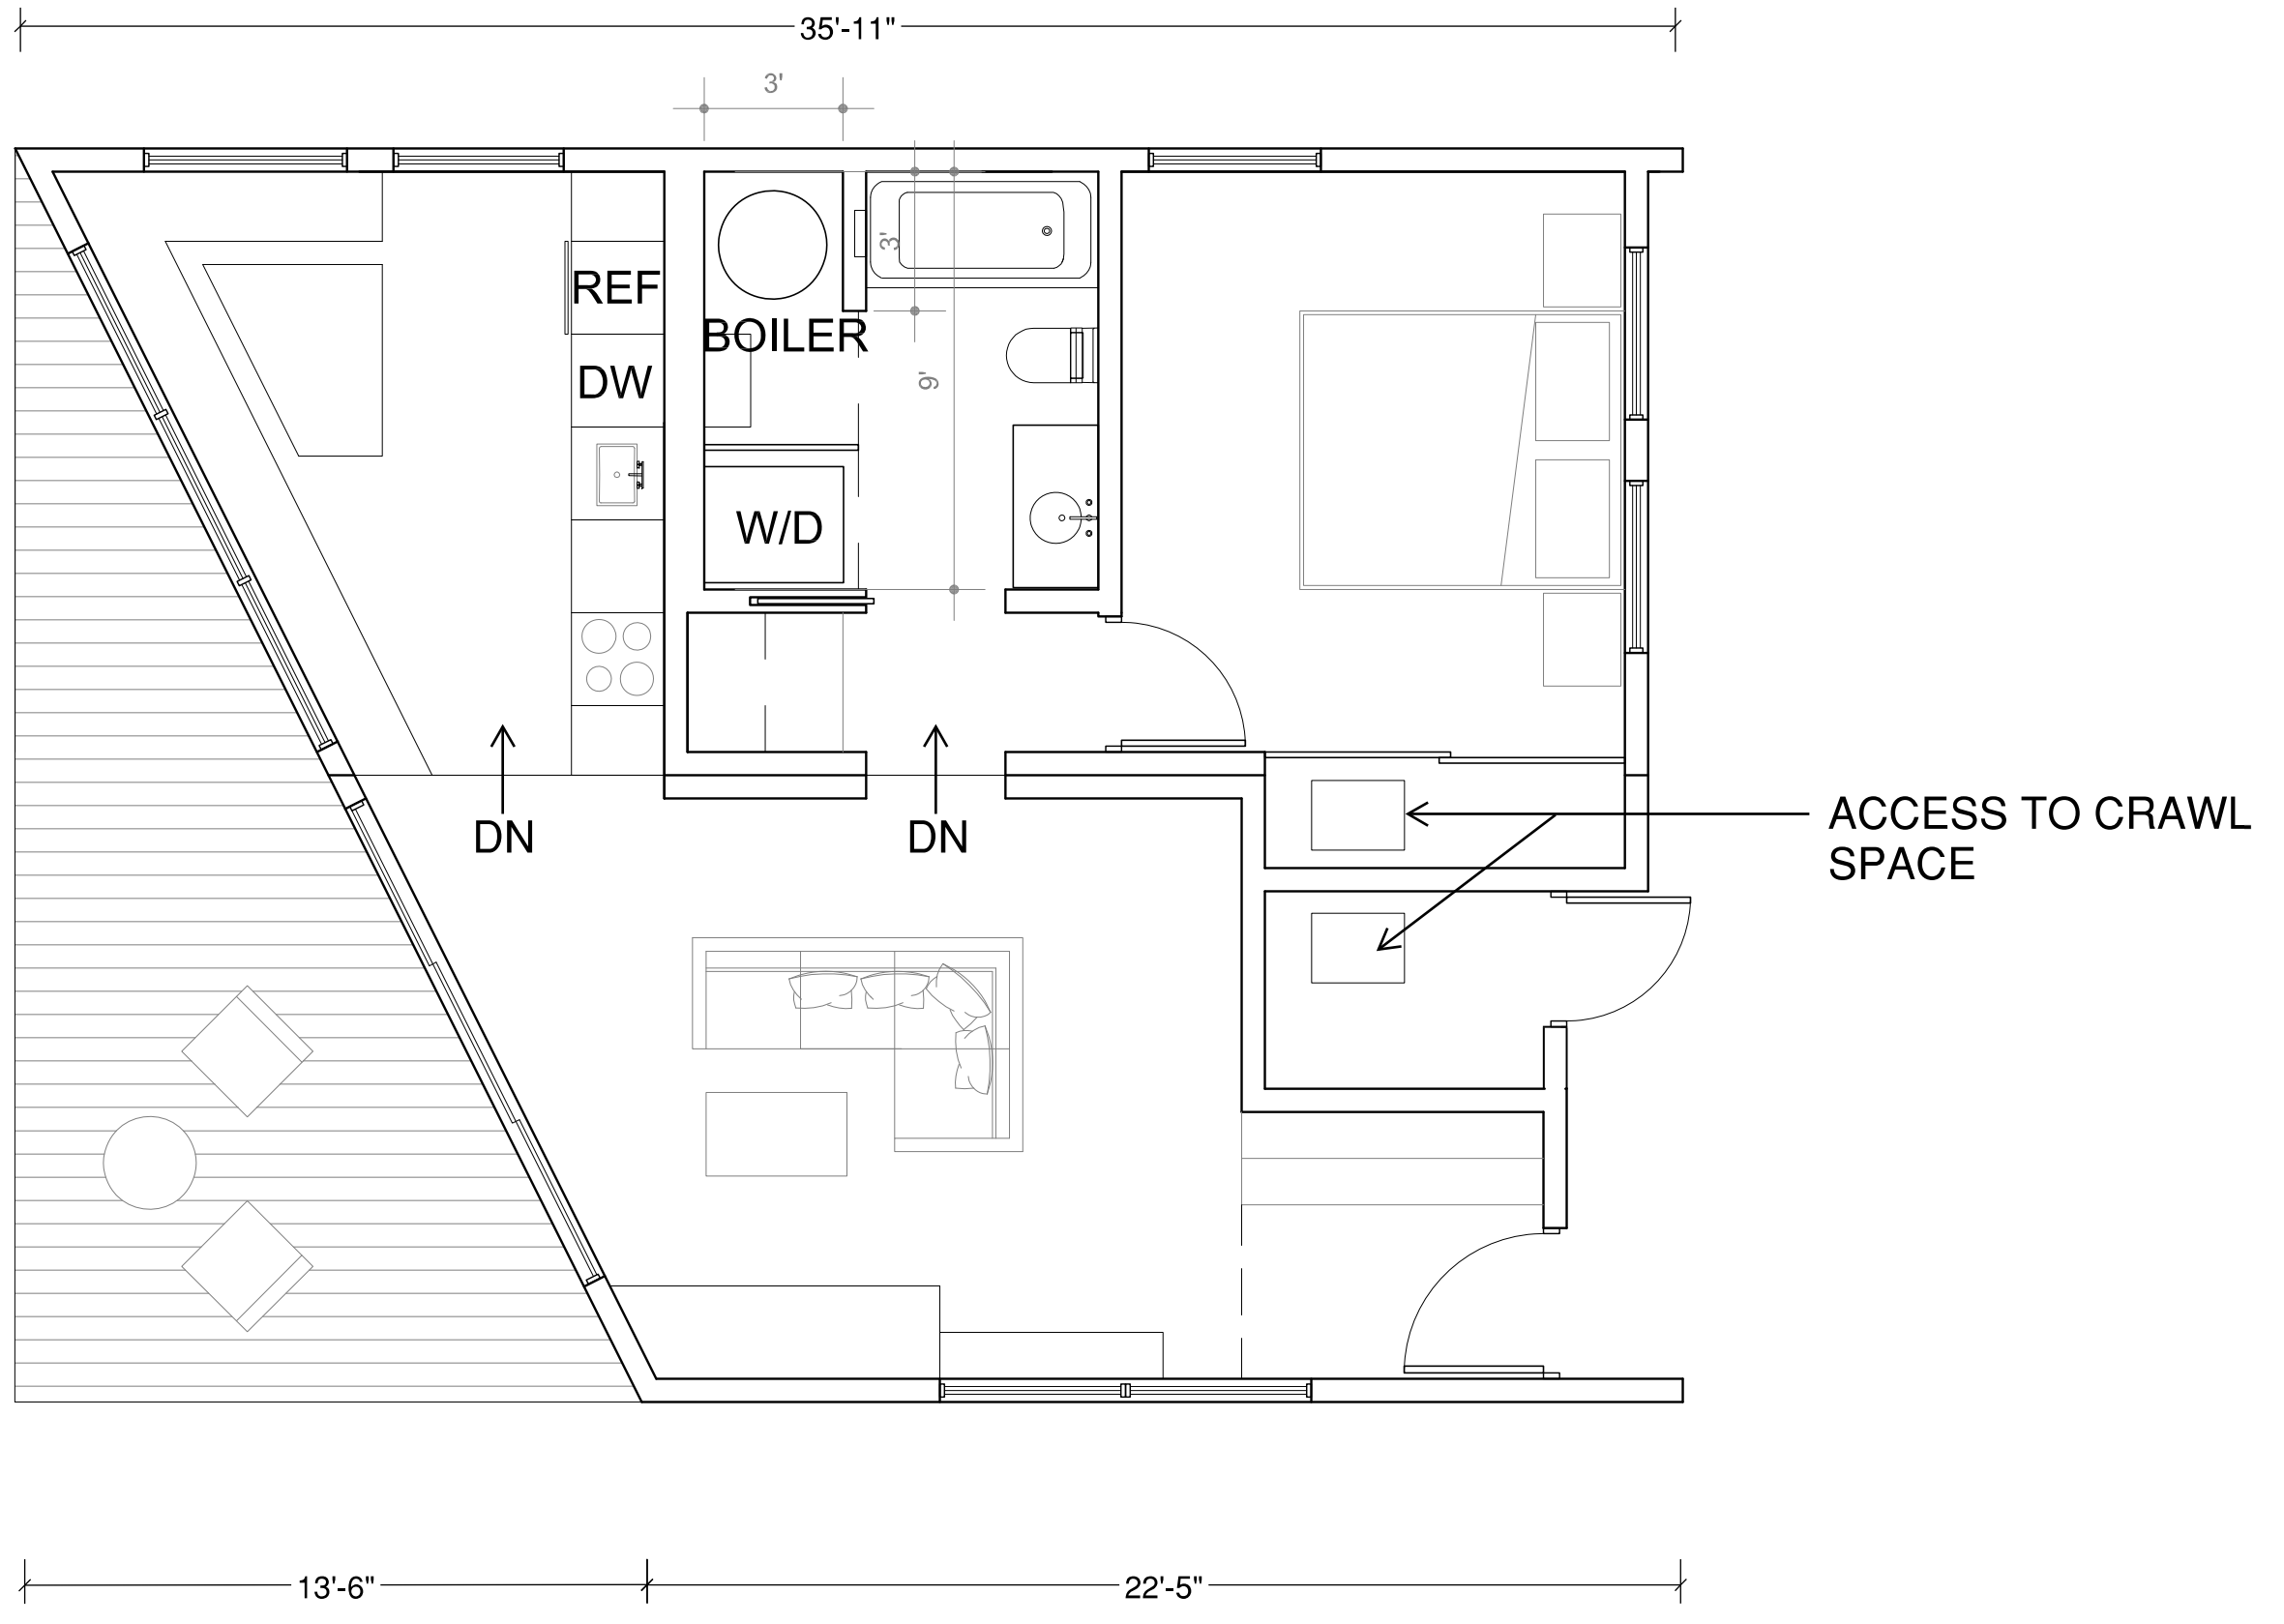 35'-11"
3'
3'
REF
BOILER
DW
9'
W/D
DN
DN
ACCESS TO CRAWL
SPACE
13'-6"
22'-5"